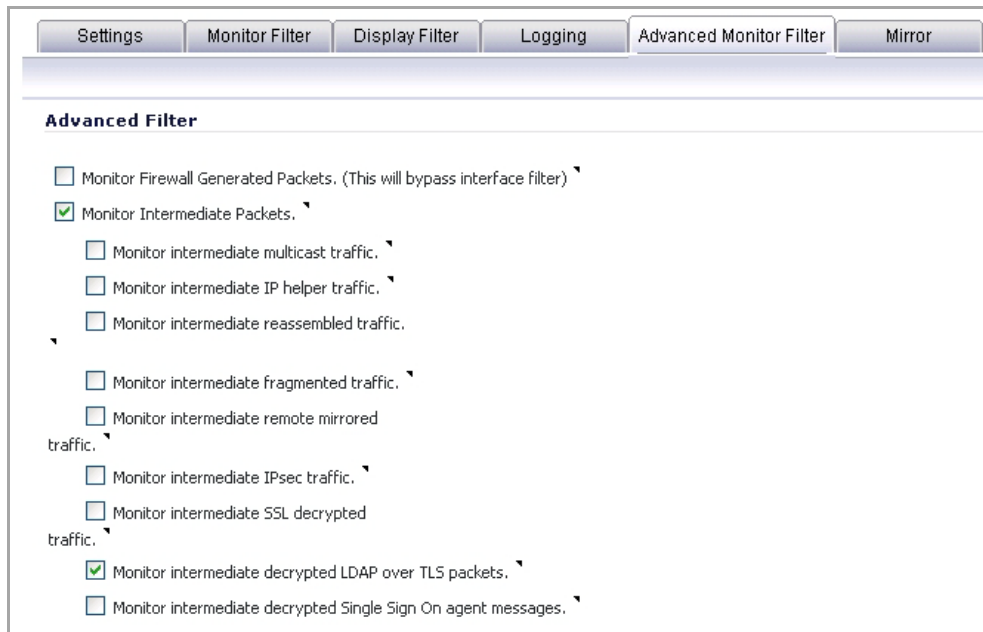 Settings Monitor Filter Display Filter Logging Advanced Monitor Filter Mirror
Advanced Filter
Monitor Firewall Generated Packets. (This will bypass interface filter)
Monitor Intermediate Packets.
Monitor intermediate multicast traffic.
Monitor intermediate IP helper traffic.
Monitor intermediate reassembled traffic.
Monitor intermediate fragmented traffic.
Monitor intermediate remote mirrored
traffic.
Monitor intermediate IPsec traffic.
Monitor intermediate SSL decrypted
traffic.
Monitor intermediate decrypted LDAP over TLS packets.
Monitor intermediate decrypted Single Sign On agent messages.